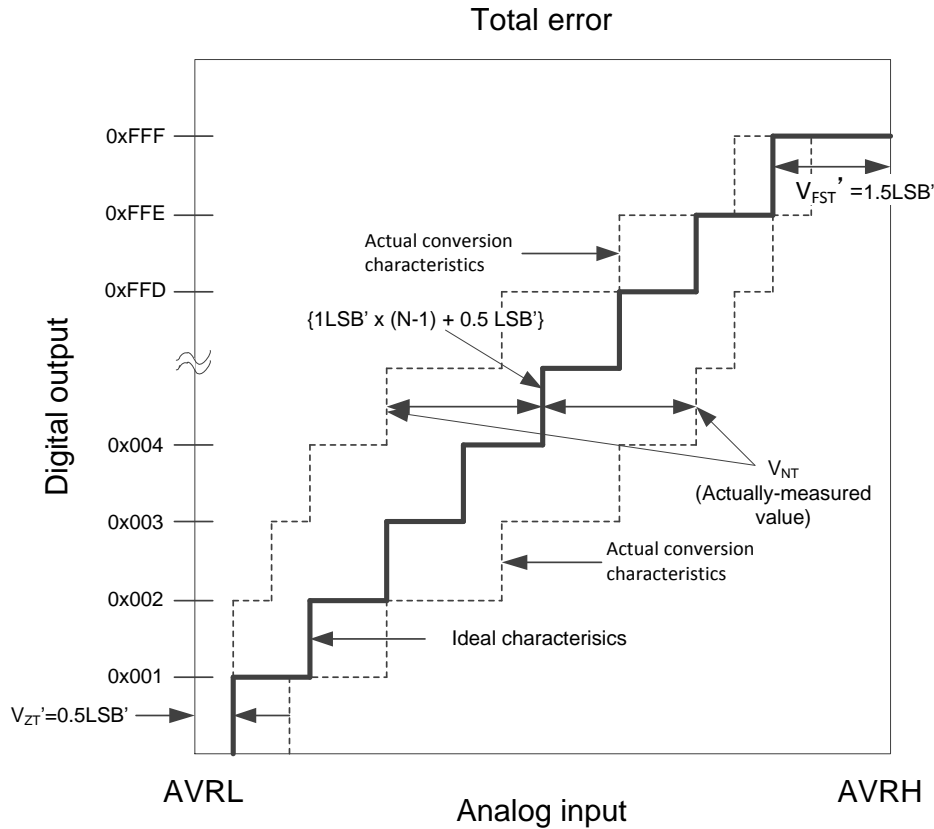 Total error
0xFFF
0xFFE
0xFFD
0x004
0x003
0x002
0x001
Digital output
V_FST' =1.5LSB'
Actual conversion
characteristics
{1LSB' x (N-1) + 0.5 LSB'}
V_NT
(Actually-measured
value)
Actual conversion
characteristics
Ideal characterisics
V_ZT'=0.5LSB'
AVRL
Analog input
AVRH